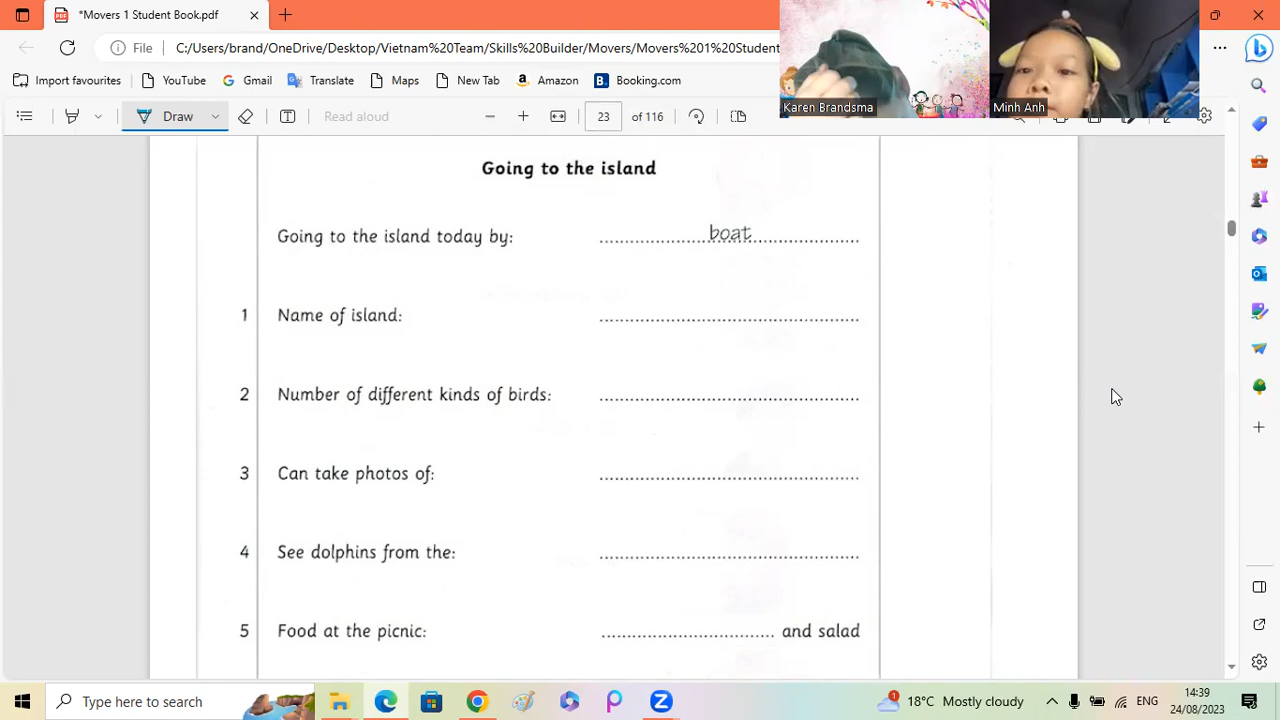 *Movers 1 Student Book.pdf
File C:/Users/brand/OneDrive/Desktop/Vietnam%20Team/Skills%20Builder/Movers/Movers%201%20Student
Import favourites YouTube Gmail Translate Maps New Tab Amazon Booking.com
Karen Brandsma Minh Anh
Draw Read aloud 23 of 116
Going to the island
Going to the island today by: boat
1 Name of island:
2 Number of different kinds of birds:
3 Can take photos of:
4 See dolphins from the:
5 Food at the picnic: and salad
Type here to search 1 18°C Mostly cloudy ENG 14:39
24/08/2023